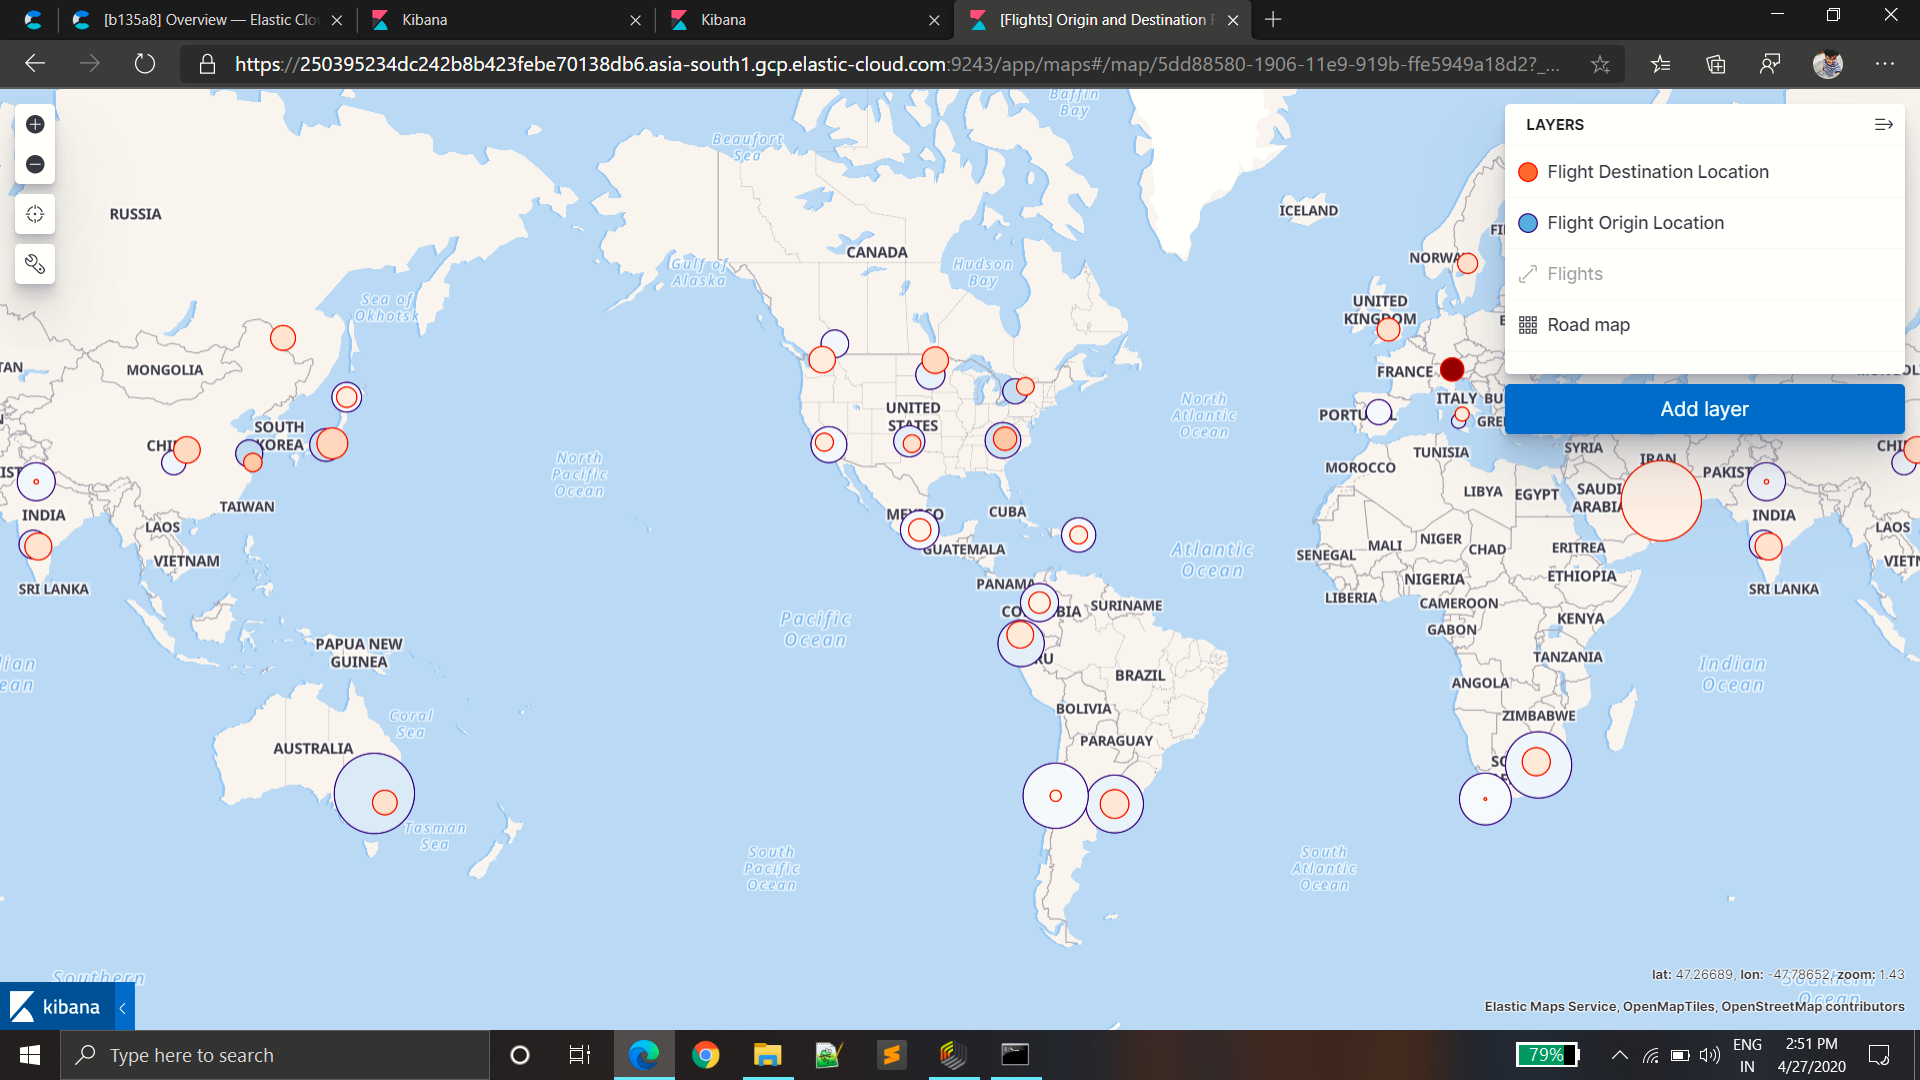 [b135a8] Overview — Elastic Clo
Kibana
Kibana
[Flights] Origin and Destination F
https://250395234dc242b8b423febe70138db6.asia-south1.gcp.elastic-cloud.com:9243/app/maps#/map/5dd88580-1906-11e9-919b-ffe5949a18d2?_...
LAYERS
Flight Destination Location
Flight Origin Location
Flights
Road map
Add layer
Baffin
Bay
Beaufort
Sea
RUSSIA
ICELAND
CANADA
Hudson
Bay
Gulf of
Alaska
NORWA
FI
Sea of
Okhotsk
UNITED
KINGDOM
MONGOLIA
FRANCE
ITALY
BU
GRE
PORTU
L
North
Atlantic
Ocean
UNITED
STATES
SOUTH
KOREA
CHI
TAN
IST
North
Pacific
Ocean
TUNISIA
MOROCCO
SYRIA
IRAN
PAKIST
CHI
LIBYA
EGYPT
SAUDI
ARABIA
TAIWAN
INDIA
LAOS
VIETNAM
SRI LANKA
MEXICO
CUBA
GUATEMALA
Atlantic
Ocean
SENEGAL
MALI
NIGER
CHAD
ERITREA
INDIA
LAOS
VIETN
SRI LANKA
PANAMA
CO
BIA
SURINAME
NIGERIA
LIBERIA
CAMEROON
ETHIOPIA
GABON
KENYA
Pacific
Ocean
PAPUA NEW
GUINEA
RU
BRAZIL
TANZANIA
ANGOLA
Indian
Ocean
ian
ean
BOLIVIA
ZIMBABWE
PARAGUAY
Coral
Sea
AUSTRALIA
SO
Tasman
Sea
South
Pacific
Ocean
South
Atlantic
Ocean
Southern
Southern
Ocean
lat: 47.26689, lon: -47.78652, zoom: 1.43
Elastic Maps Service, OpenMapTiles, OpenStreetMap contributors
kibana
Type here to search
79%
ENG
IN
2:51 PM
4/27/2020